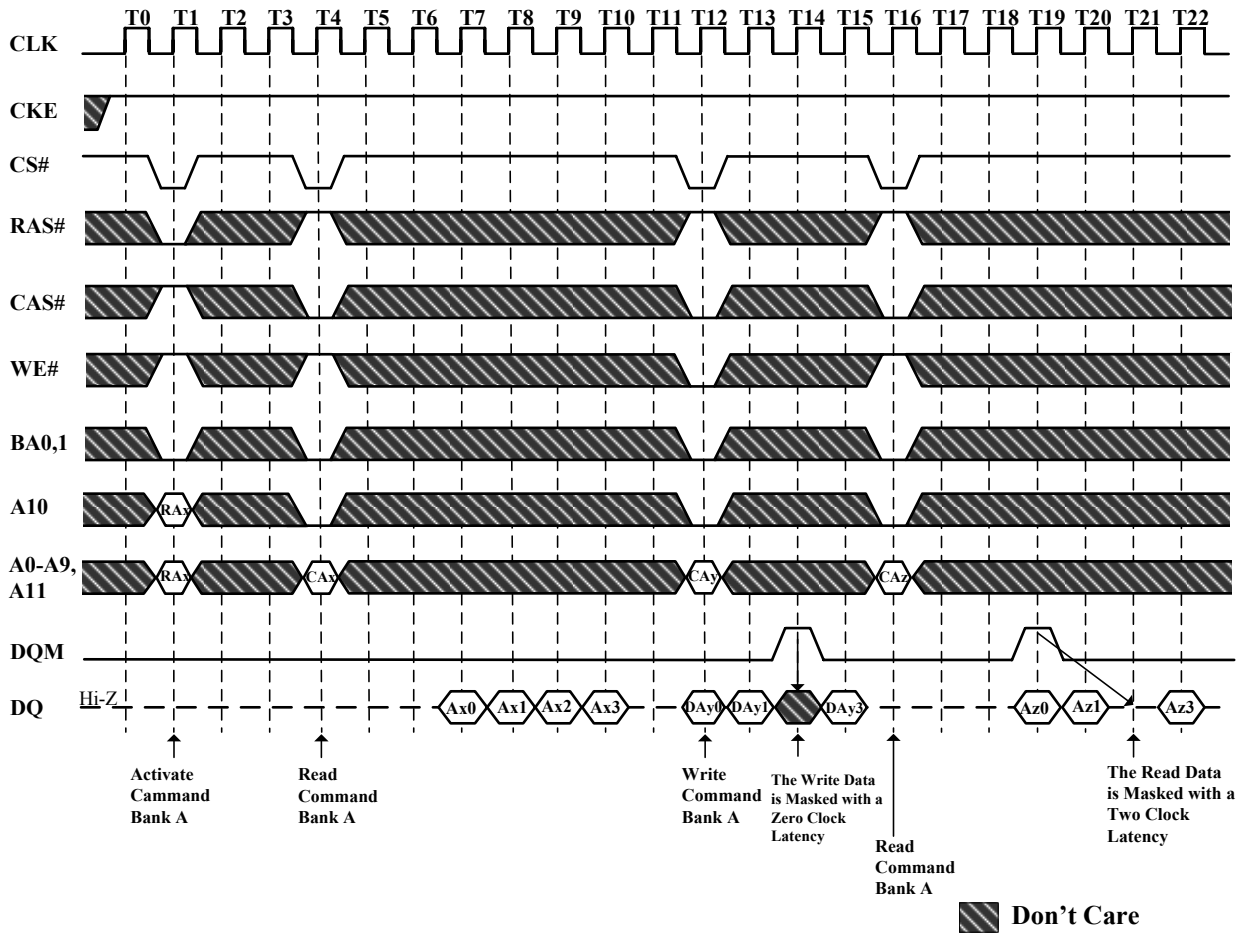 T0 T1 T2 T3 T4 T5 T6 T7 T8 T9 T10 T11 T12 T13 T14 T15 T16 T17 T18 T19 T20 T21 T22
CLK
CKE
CS#
RAS#
CAS#
WE#
BA0,1
A10 RAx
A0-A9,
A11
RAx CAx CAy CAz
DQM
DQ Hi-Z Ax0 Ax1 Ax2 Ax3 DAy0 DAy1 DAy3 Az0 Az1 Az3
Activate
Cammand
Bank A
Read
Command
Bank A
Write
Command
Bank A
The Write Data
is Masked with a
Zero Clock
Latency
Read
Command
Bank A
The Read Data
is Masked with a
Two Clock
Latency
Don't Care